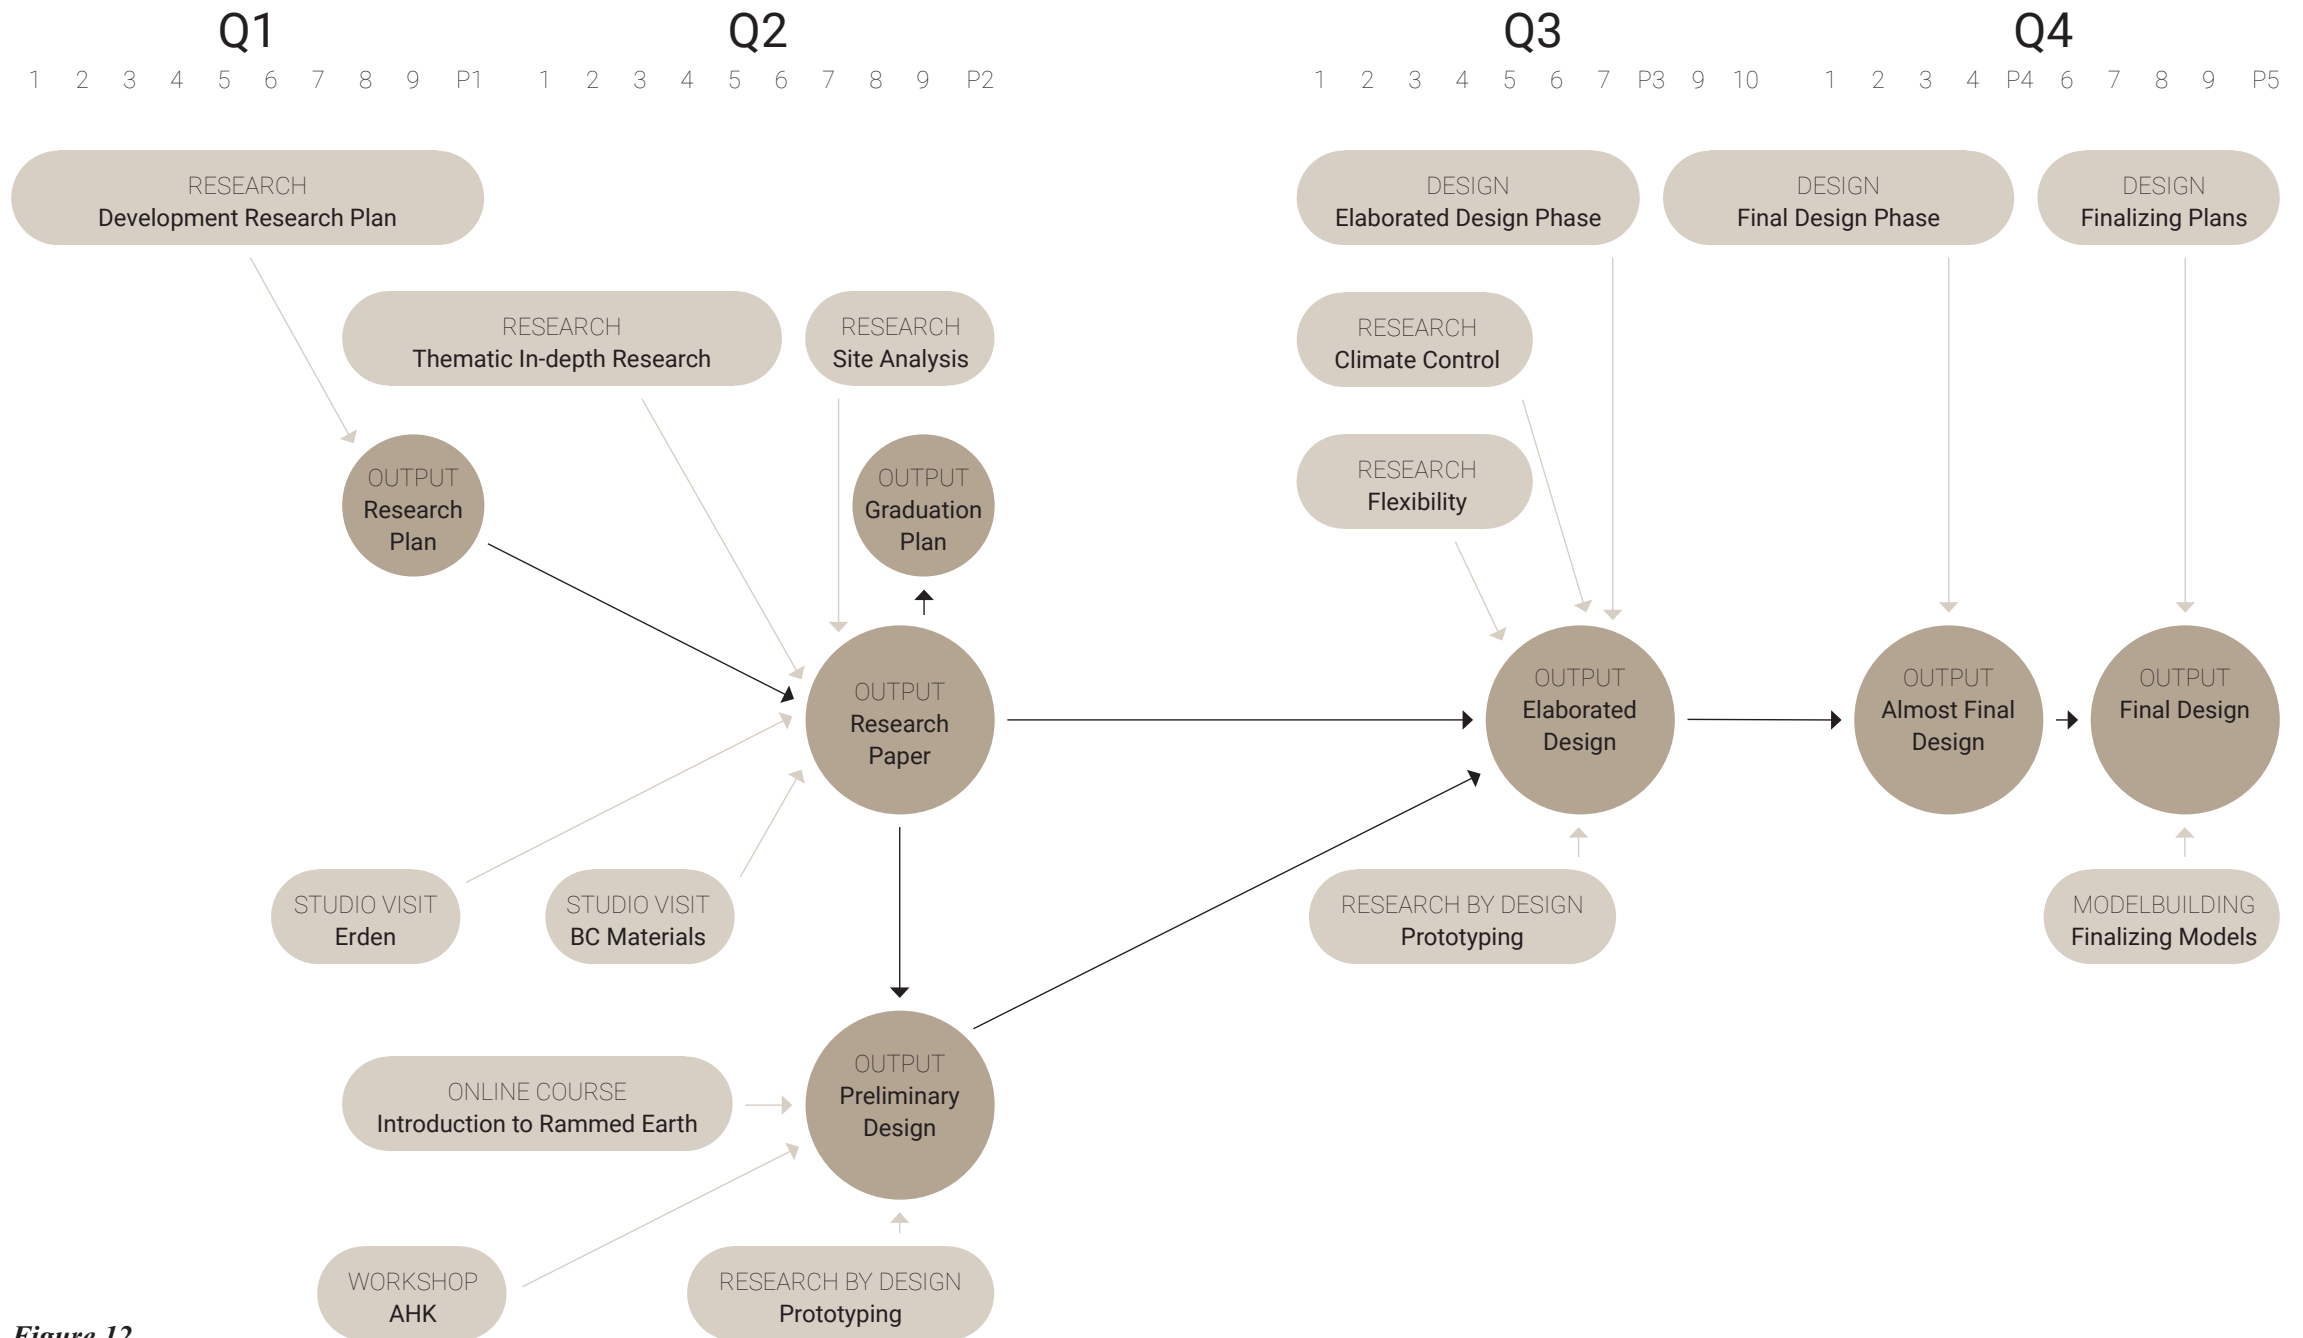 Q1 Q2 Q3 Q4
1 2 3 4 5 6 7 8 9 P1 1 2 3 4 5 6 7 8 9 P2 1 2 3 4 5 6 7 P3 9 10 1 2 3 4 P4 6 7 8 9 P5
RESEARCH
Development Research Plan
DESIGN
Elaborated Design Phase
DESIGN
Final Design Phase
DESIGN
Finalizing Plans
RESEARCH
Thematic In-depth Research
RESEARCH
Site Analysis
RESEARCH
Climate Control
OUTPUT
Research
Plan
OUTPUT
Graduation
Plan
RESEARCH
Flexibility
OUTPUT
Research
Paper
OUTPUT
Elaborated
Design
OUTPUT
Almost Final
Design
OUTPUT
Final Design
STUDIO VISIT
Erden
STUDIO VISIT
BC Materials
RESEARCH BY DESIGN
Prototyping
MODELBUILDING
Finalizing Models
ONLINE COURSE
Introduction to Rammed Earth
OUTPUT
Preliminary
Design
WORKSHOP
AHK
RESEARCH BY DESIGN
Prototyping
Figure 12